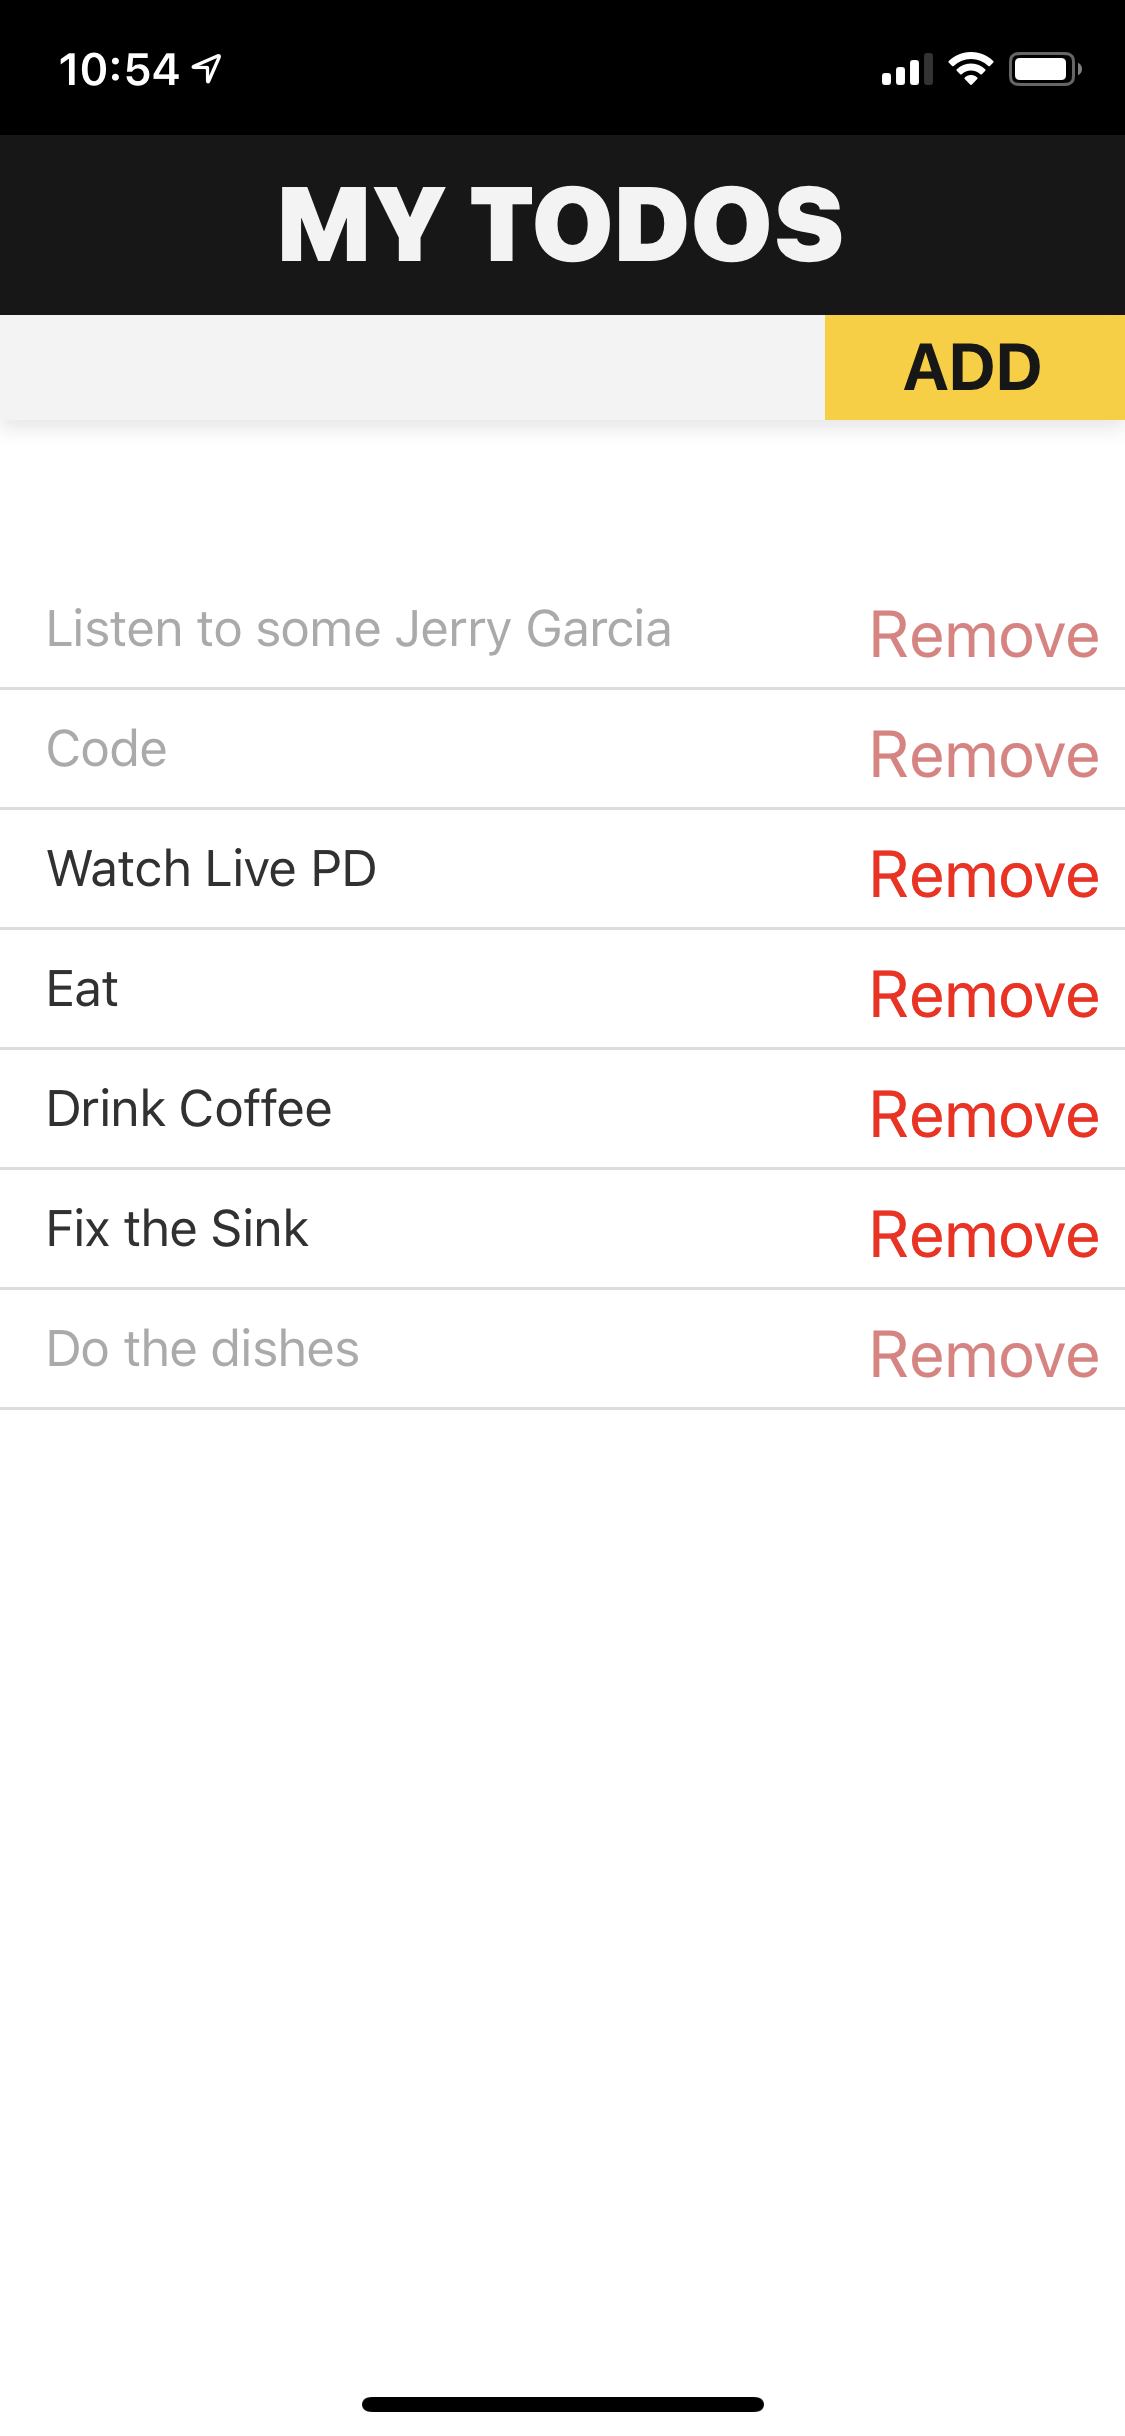 10:54
MY TODOS
ADD
Listen to some Jerry Garcia Remove
Code Remove
Watch Live PD Remove
Eat Remove
Drink Coffee Remove
Fix the Sink Remove
Do the dishes Remove